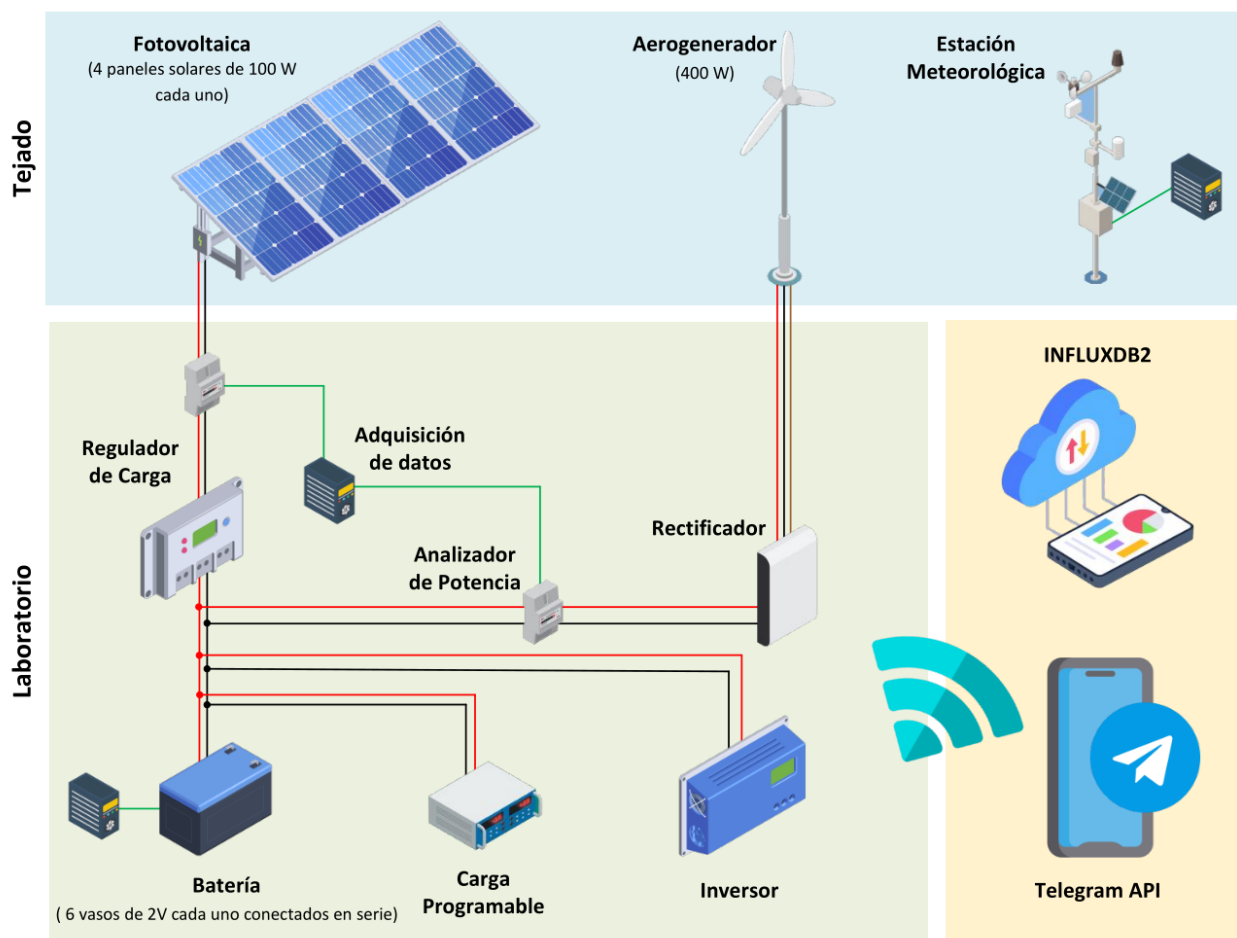 Tejado
Fotovoltaica
(4 paneles solares de 100 W
cada uno)
Aerogenerador
(400 W)
Estación
Meteorológica
Laboratorio
Regulador
de Carga
Adquisición
de datos
Analizador
de Potencia
Rectificador
Batería
( 6 vasos de 2V cada uno conectados en serie)
Carga
Programable
Inversor
INFLUXDB2
Telegram API